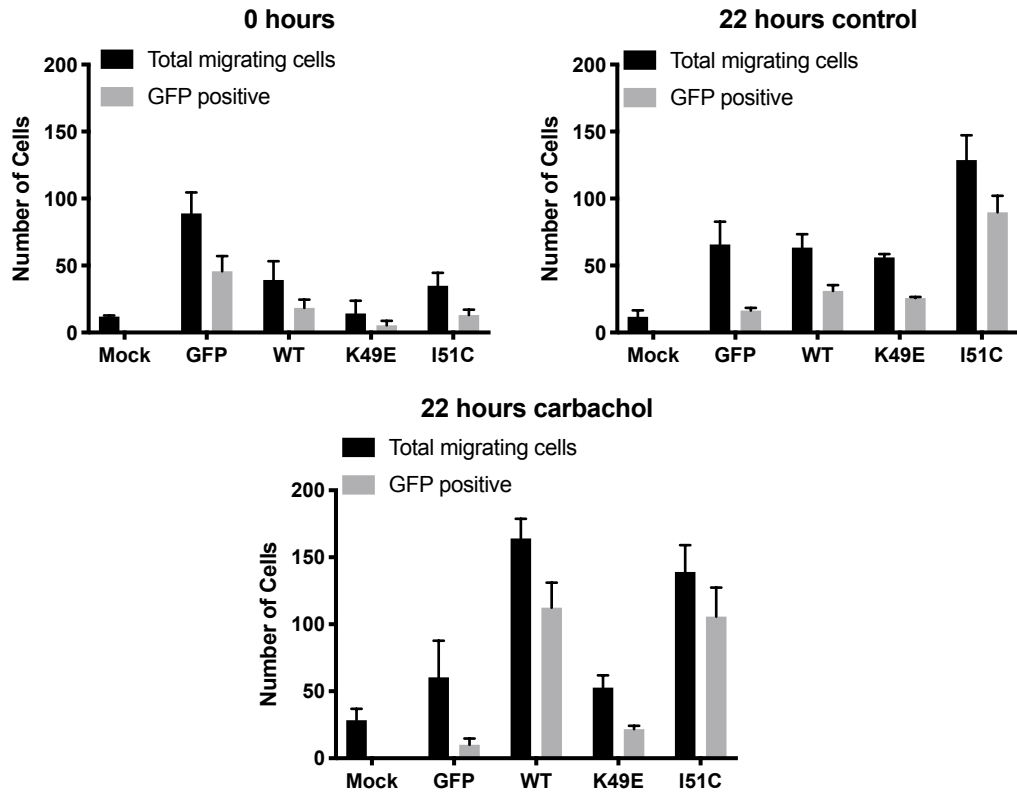 0 hours
Total migrating cells
GFP positive
Number of Cells
200
150
100
50
0
Mock GFP WT K49E I51C
22 hours control
Total migrating cells
GFP positive
Number of Cells
200
150
100
50
0
Mock GFP WT K49E I51C
22 hours carbachol
Total migrating cells
GFP positive
Number of Cells
200
150
100
50
0
Mock GFP WT K49E I51C